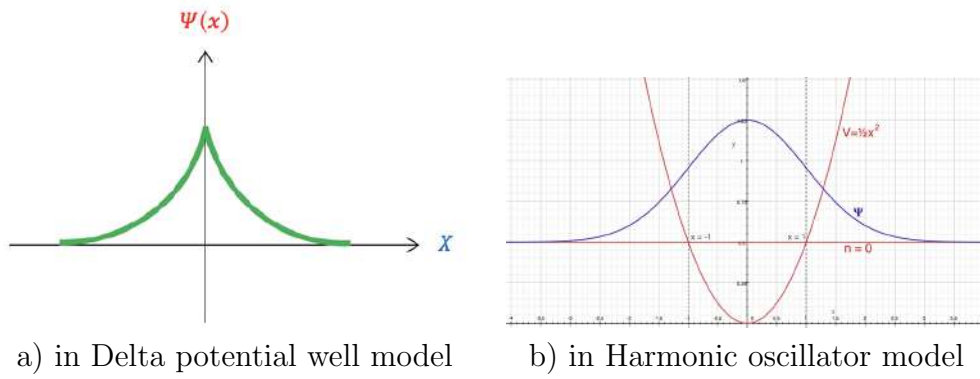 Ψ(x)
X
V=½x²
Ψ
x = -1
x = 1
n = 0
a) in Delta potential well model
b) in Harmonic oscillator model